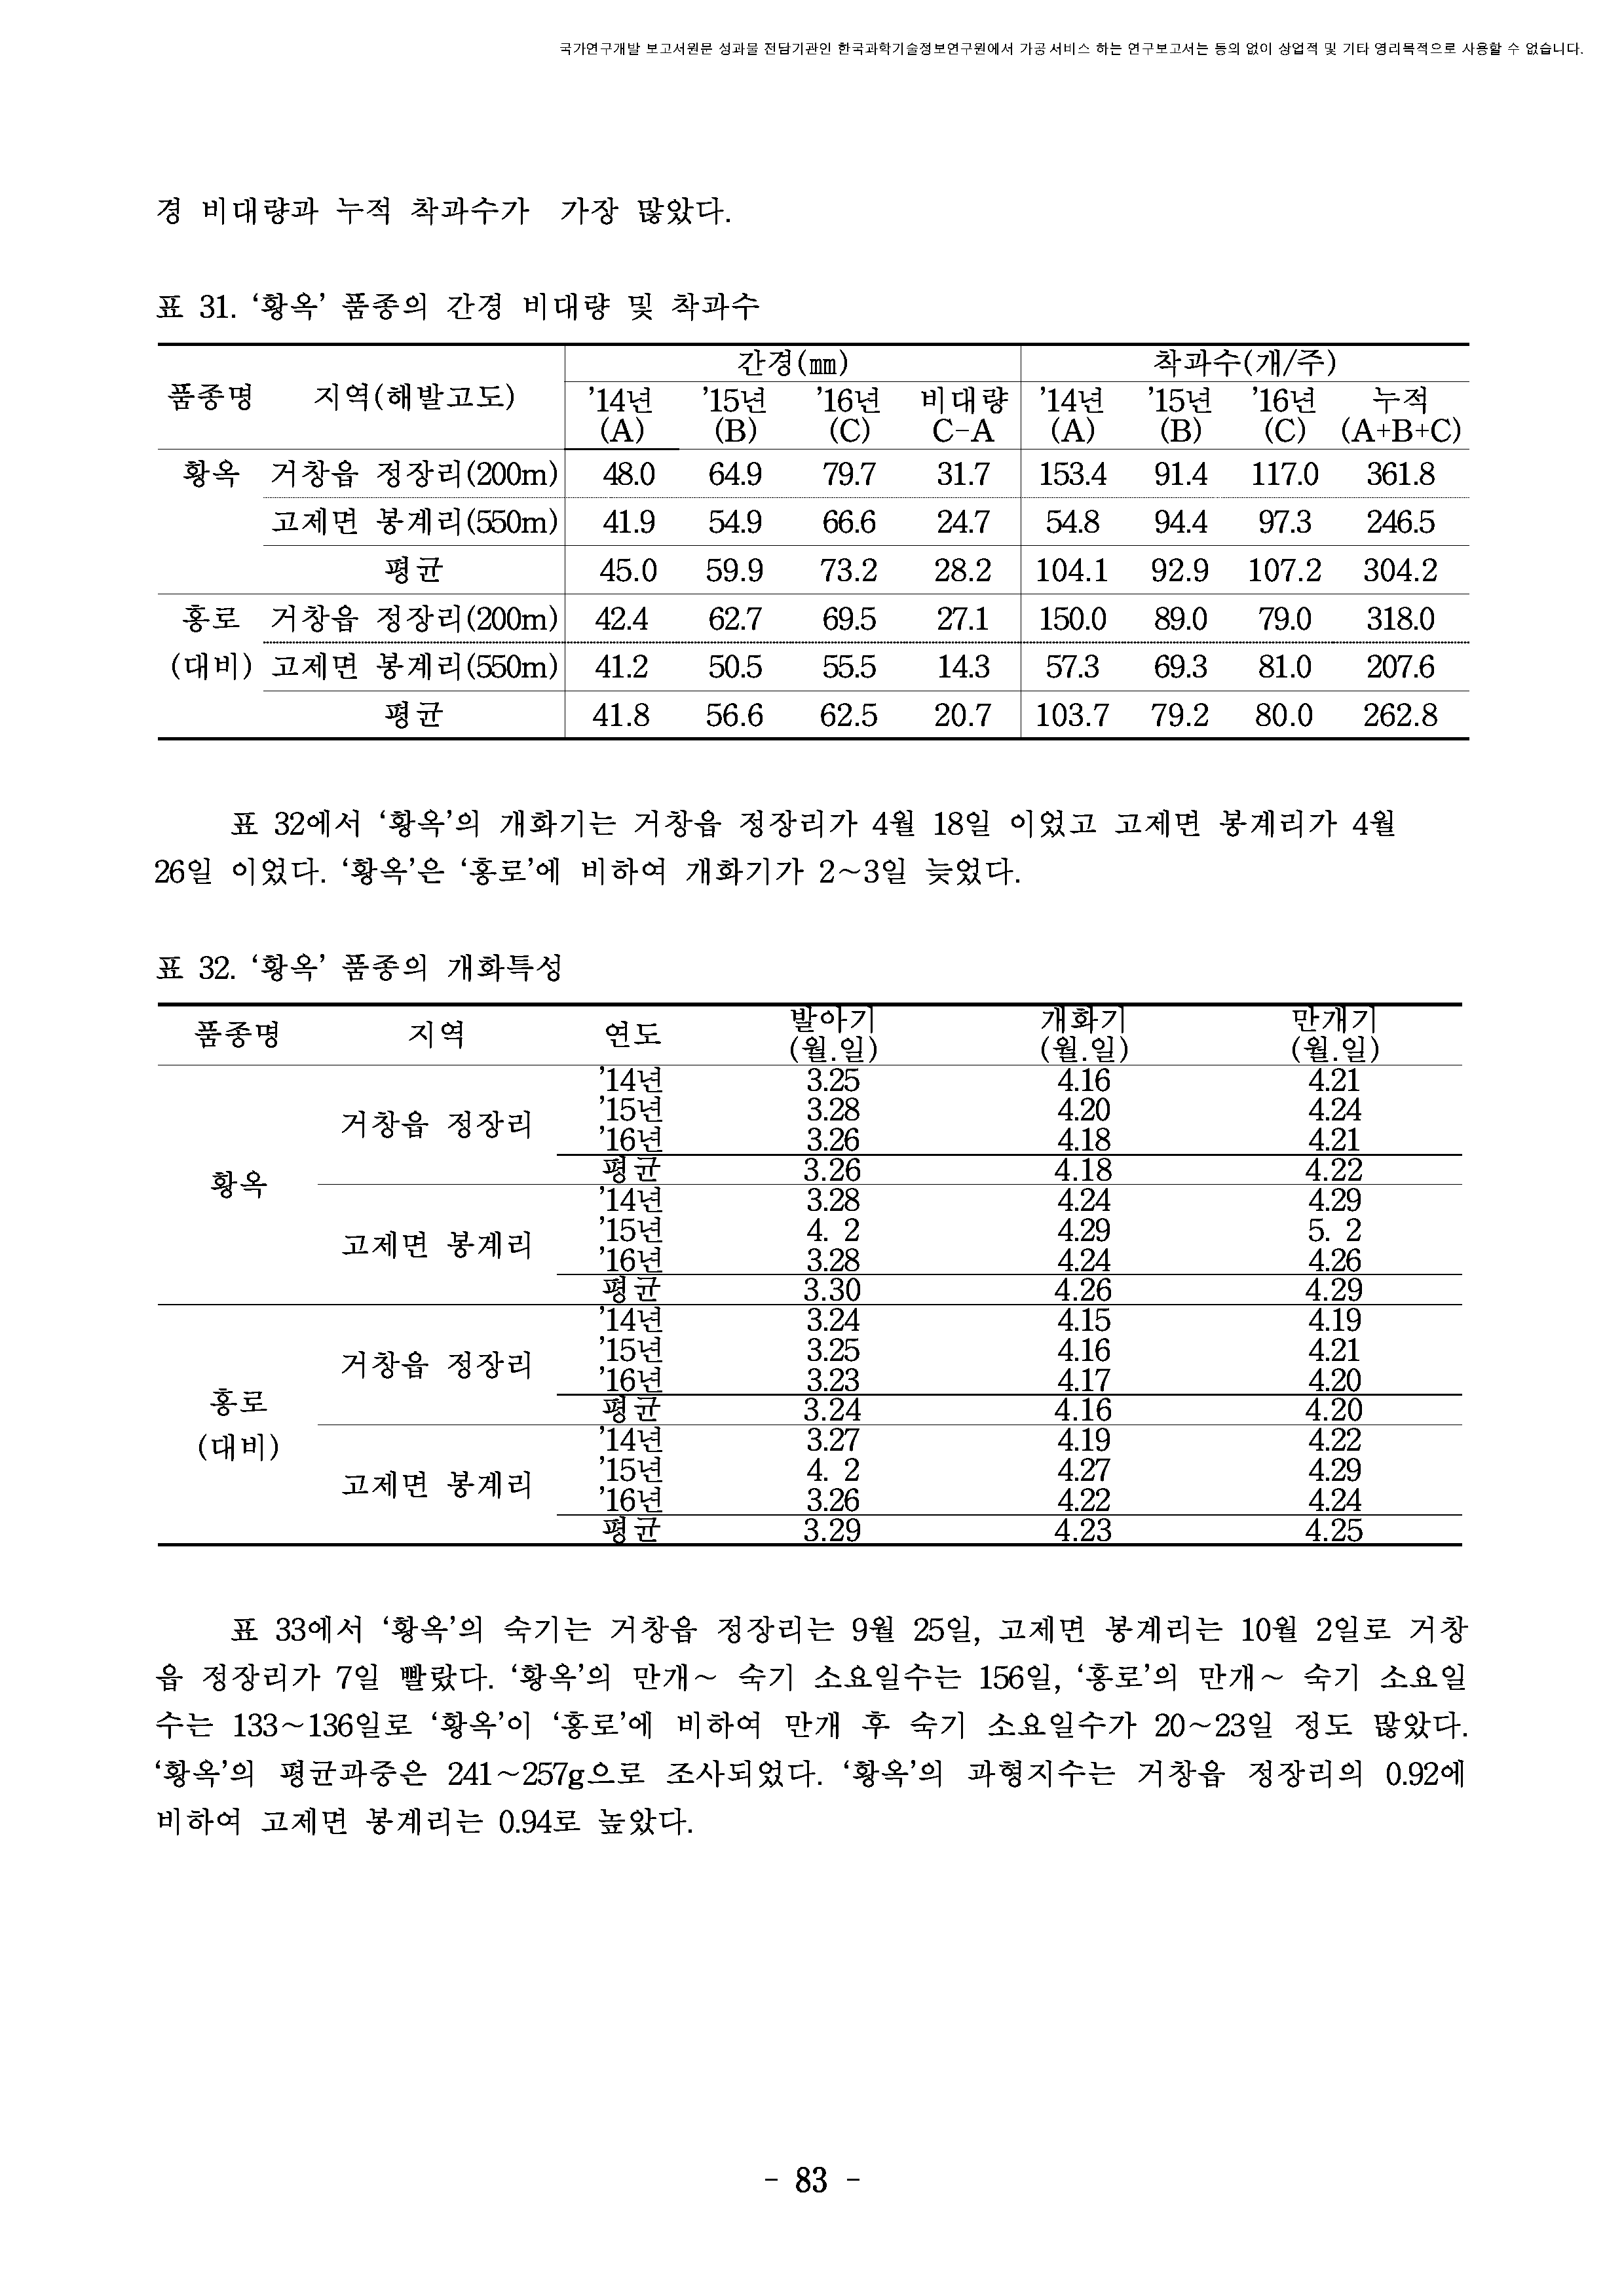 국가연구개발 보고서원문 성과물 전담기관인 한국과학기술정보연구원에서 가공·서비스 하는 연구보고서는 동의 없이 상업적 및 기타 영리목적으로 사용할 수 없습니다.
경 비대량과 누적 착과수가 가장 많았다.
표 31. ‘황옥’ 품종의 간경 비대량 및 착과수
품종명 지역(해발고도) 간경(㎜) 착과수(개/주)
’14년 ’15년 ’16년 비대량 ’14년 ’15년 ’16년 누적
(A) (B) (C) C-A (A) (B) (C) (A+B+C)
황옥 거창읍 정장리(200m) 48.0 64.9 79.7 31.7 153.4 91.4 117.0 361.8
고제면 봉계리(550m) 41.9 54.9 66.6 24.7 54.8 94.4 97.3 246.5
평균 45.0 59.9 73.2 28.2 104.1 92.9 107.2 304.2
홍로 거창읍 정장리(200m) 42.4 62.7 69.5 27.1 150.0 89.0 79.0 318.0
(대비) 고제면 봉계리(550m) 41.2 50.5 55.5 14.3 57.3 69.3 81.0 207.6
평균 41.8 56.6 62.5 20.7 103.7 79.2 80.0 262.8
표 32에서 ‘황옥’의 개화기는 거창읍 정장리가 4월 18일 이었고 고제면 봉계리가 4월
26일 이었다. ‘황옥’은 ‘홍로’에 비하여 개화기가 2~3일 늦었다.
표 32. ‘황옥’ 품종의 개화특성
품종명 지역 연도 발아기 개화기 만개기
(월.일) (월.일) (월.일)
’14년 3.25 4.16 4.21
거창읍 정장리 ’15년 3.28 4.20 4.24
’16년 3.26 4.18 4.21
황옥 평균 3.26 4.18 4.22
’14년 3.28 4.24 4.29
고제면 봉계리 ’15년 4. 2 4.29 5. 2
’16년 3.28 4.24 4.26
평균 3.30 4.26 4.29
’14년 3.24 4.15 4.19
거창읍 정장리 ’15년 3.25 4.16 4.21
’16년 3.23 4.17 4.20
홍로 평균 3.24 4.16 4.20
(대비) ’14년 3.27 4.19 4.22
고제면 봉계리 ’15년 4. 2 4.27 4.29
’16년 3.26 4.22 4.24
평균 3.29 4.23 4.25
표 33에서 ‘황옥’의 숙기는 거창읍 정장리는 9월 25일, 고제면 봉계리는 10월 2일로 거창
읍 정장리가 7일 빨랐다. ‘황옥’의 만개~ 숙기 소요일수는 156일, ‘홍로’의 만개~ 숙기 소요일
수는 133~136일로 ‘황옥’이 ‘홍로’에 비하여 만개 후 숙기 소요일수가 20~23일 정도 많았다.
‘황옥’의 평균과중은 241~257g으로 조사되었다. ‘황옥’의 과형지수는 거창읍 정장리의 0.92에
비하여 고제면 봉계리는 0.94로 높았다.
- 83 -